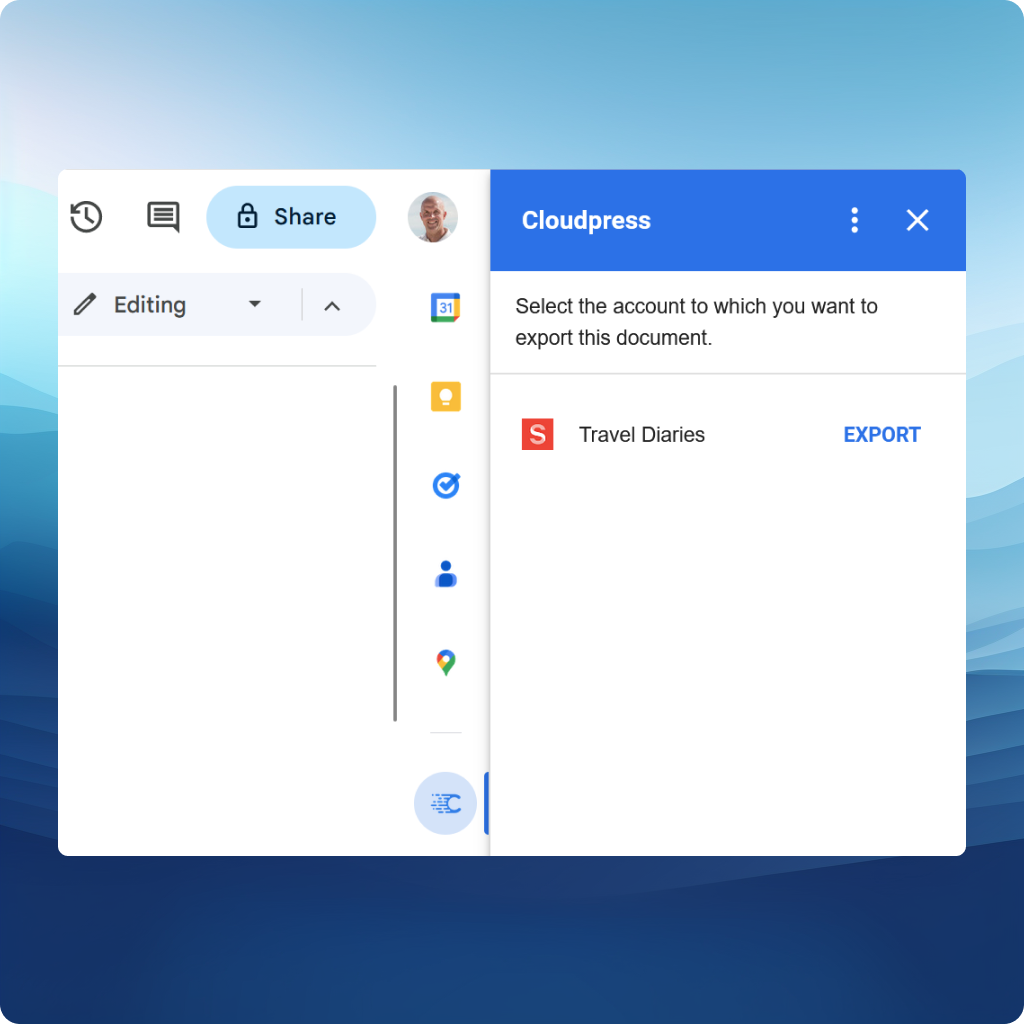 Share
Editing
31
Cloudpress
Select the account to which you want to
export this document.
S
Travel Diaries
EXPORT
C